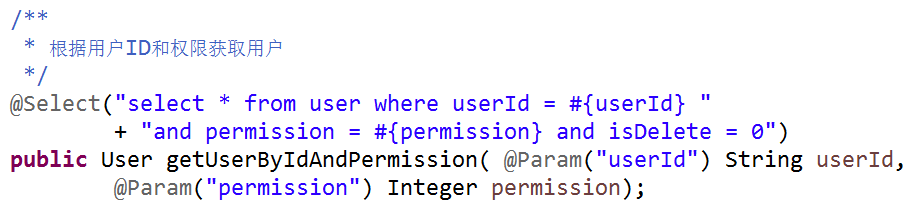 /**
 * 根据用户ID和权限获取用户
 */
@Select("select * from user where userId = #{userId} "
        + "and permission = #{permission} and isDelete = 0")
public User getUserByIdAndPermission( @Param("userId") String userId,
        @Param("permission") Integer permission);